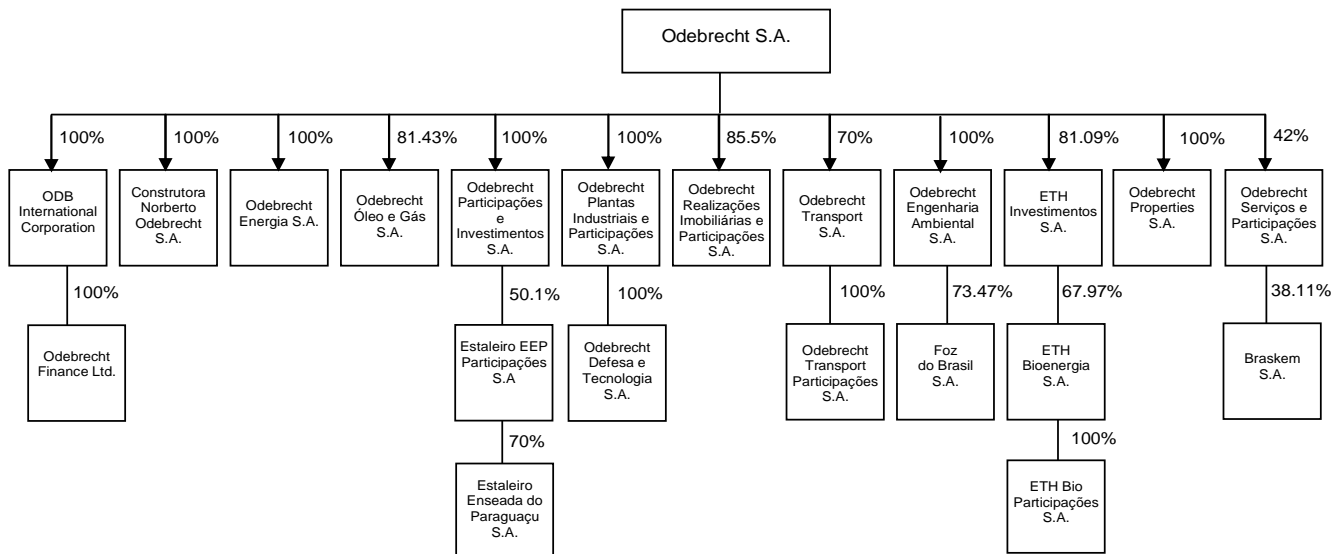 Odebrecht S.A.
100%
100%
100%
81.43%
100%
100%
85.5%
70%
100%
81.09%
100%
42%
ODB
International
Corporation
Construtora
Norberto
Odebrecht
S.A.
Odebrecht
Energia S.A.
Odebrecht
Óleo e Gás
S.A.
Odebrecht
Participações
e
Investimentos
S.A.
Odebrecht
Plantas
Industriais e
Participações
S.A.
Odebrecht
Realizações
Imobiliárias e
Participações
S.A.
Odebrecht
Transport
S.A.
Odebrecht
Engenharia
Ambiental
S.A.
ETH
Investimentos
S.A.
Odebrecht
Properties
S.A.
Odebrecht
Serviços e
Participações
S.A.
100%
50.1%
100%
100%
73.47%
67.97%
38.11%
Odebrecht
Finance Ltd.
Estaleiro EEP
Participações
S.A
Odebrecht
Defesa e
Tecnologia
S.A.
Odebrecht
Transport
Participações
S.A.
Foz
do Brasil
S.A.
ETH
Bioenergia
S.A.
Braskem
S.A.
70%
100%
Estaleiro
Enseada do
Paraguaçu
S.A.
ETH Bio
Participações
S.A.